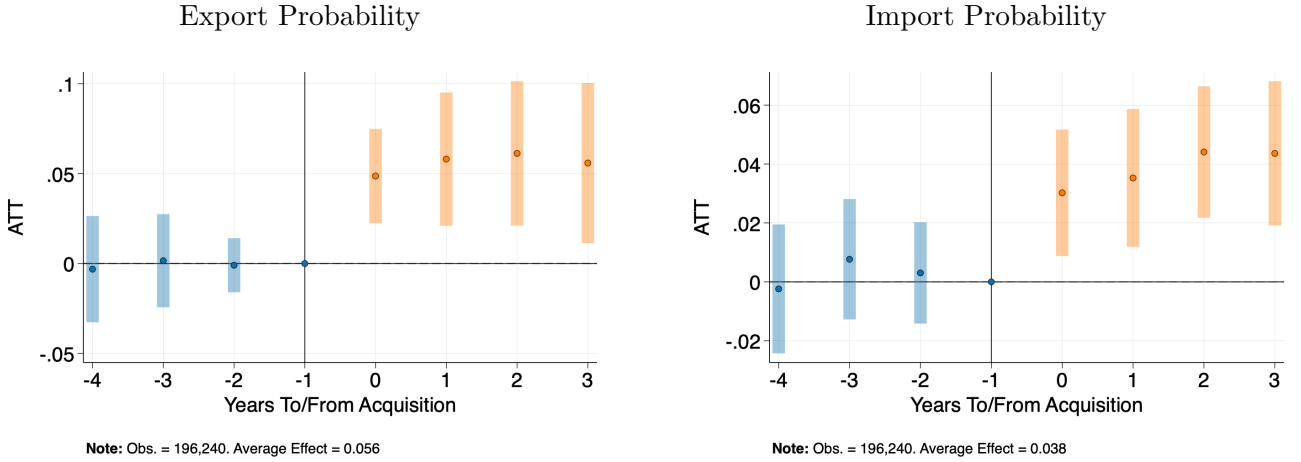 Export Probability
.1
.05
0
-.05
ATT
-4 -3 -2 -1 0 1 2 3
Years To/From Acquisition
Note: Obs. = 196,240. Average Effect = 0.056
Import Probability
.06
.04
.02
0
-.02
ATT
-4 -3 -2 -1 0 1 2 3
Years To/From Acquisition
Note: Obs. = 196,240. Average Effect = 0.038